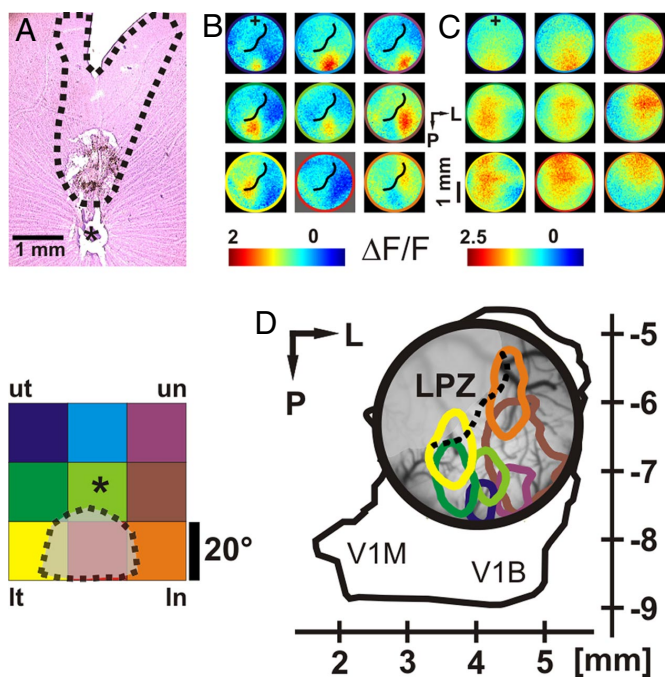 A
B
C
+
+
L
P
1 mm
1 mm
*
2 0
ΔF/F
2.5 0
D
L
P
ut un
*
20°
lt ln
LPZ
V1M
V1B
-5
-6
-7
-8
-9
2 3 4 5 [mm]